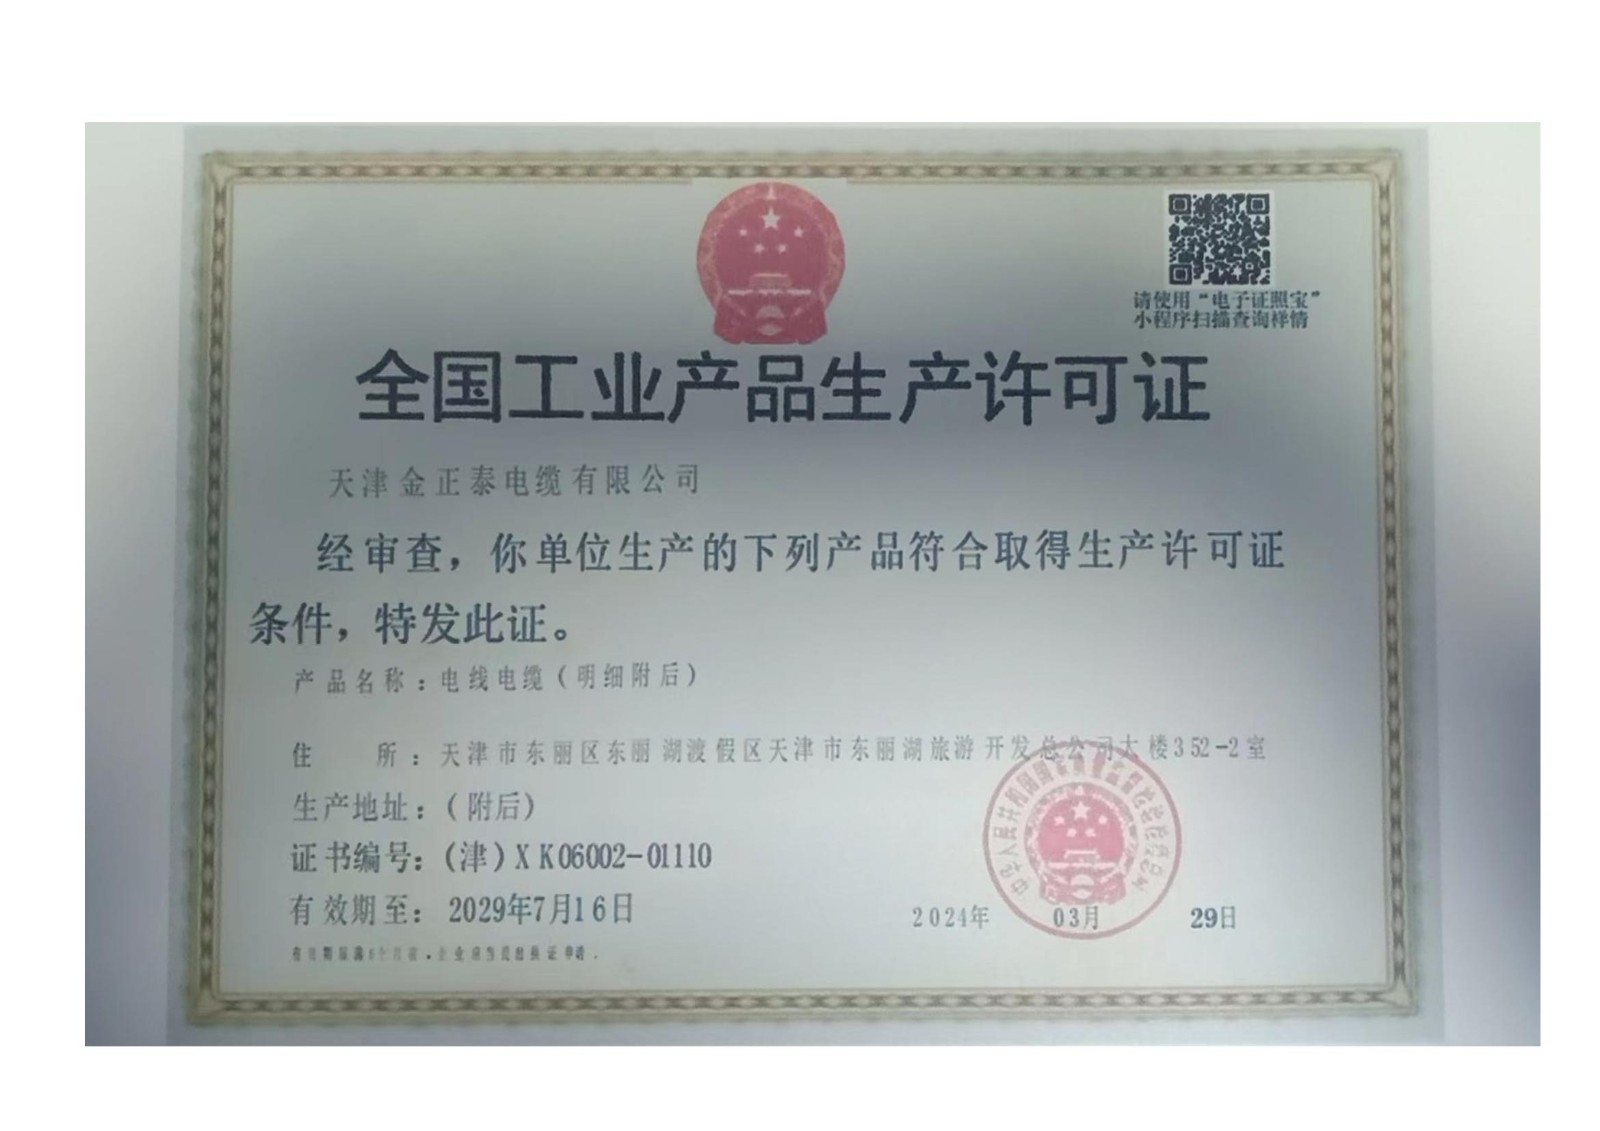 请使用“电子证照宝”
小程序扫描查询详情
全国工业产品生产许可证
天津金正泰电缆有限公司
经审查，你单位生产的下列产品符合取得生产许可证
条件，特发此证。
产品名称：电线电缆（明细附后）
住 所：天津市东丽区东丽湖渡假区天津市东丽湖旅游开发总公司大楼352-2室
生产地址：（附后）
证书编号：（津）XK06002-01110
有效期至：2029年7月16日
2024年 03月 29日